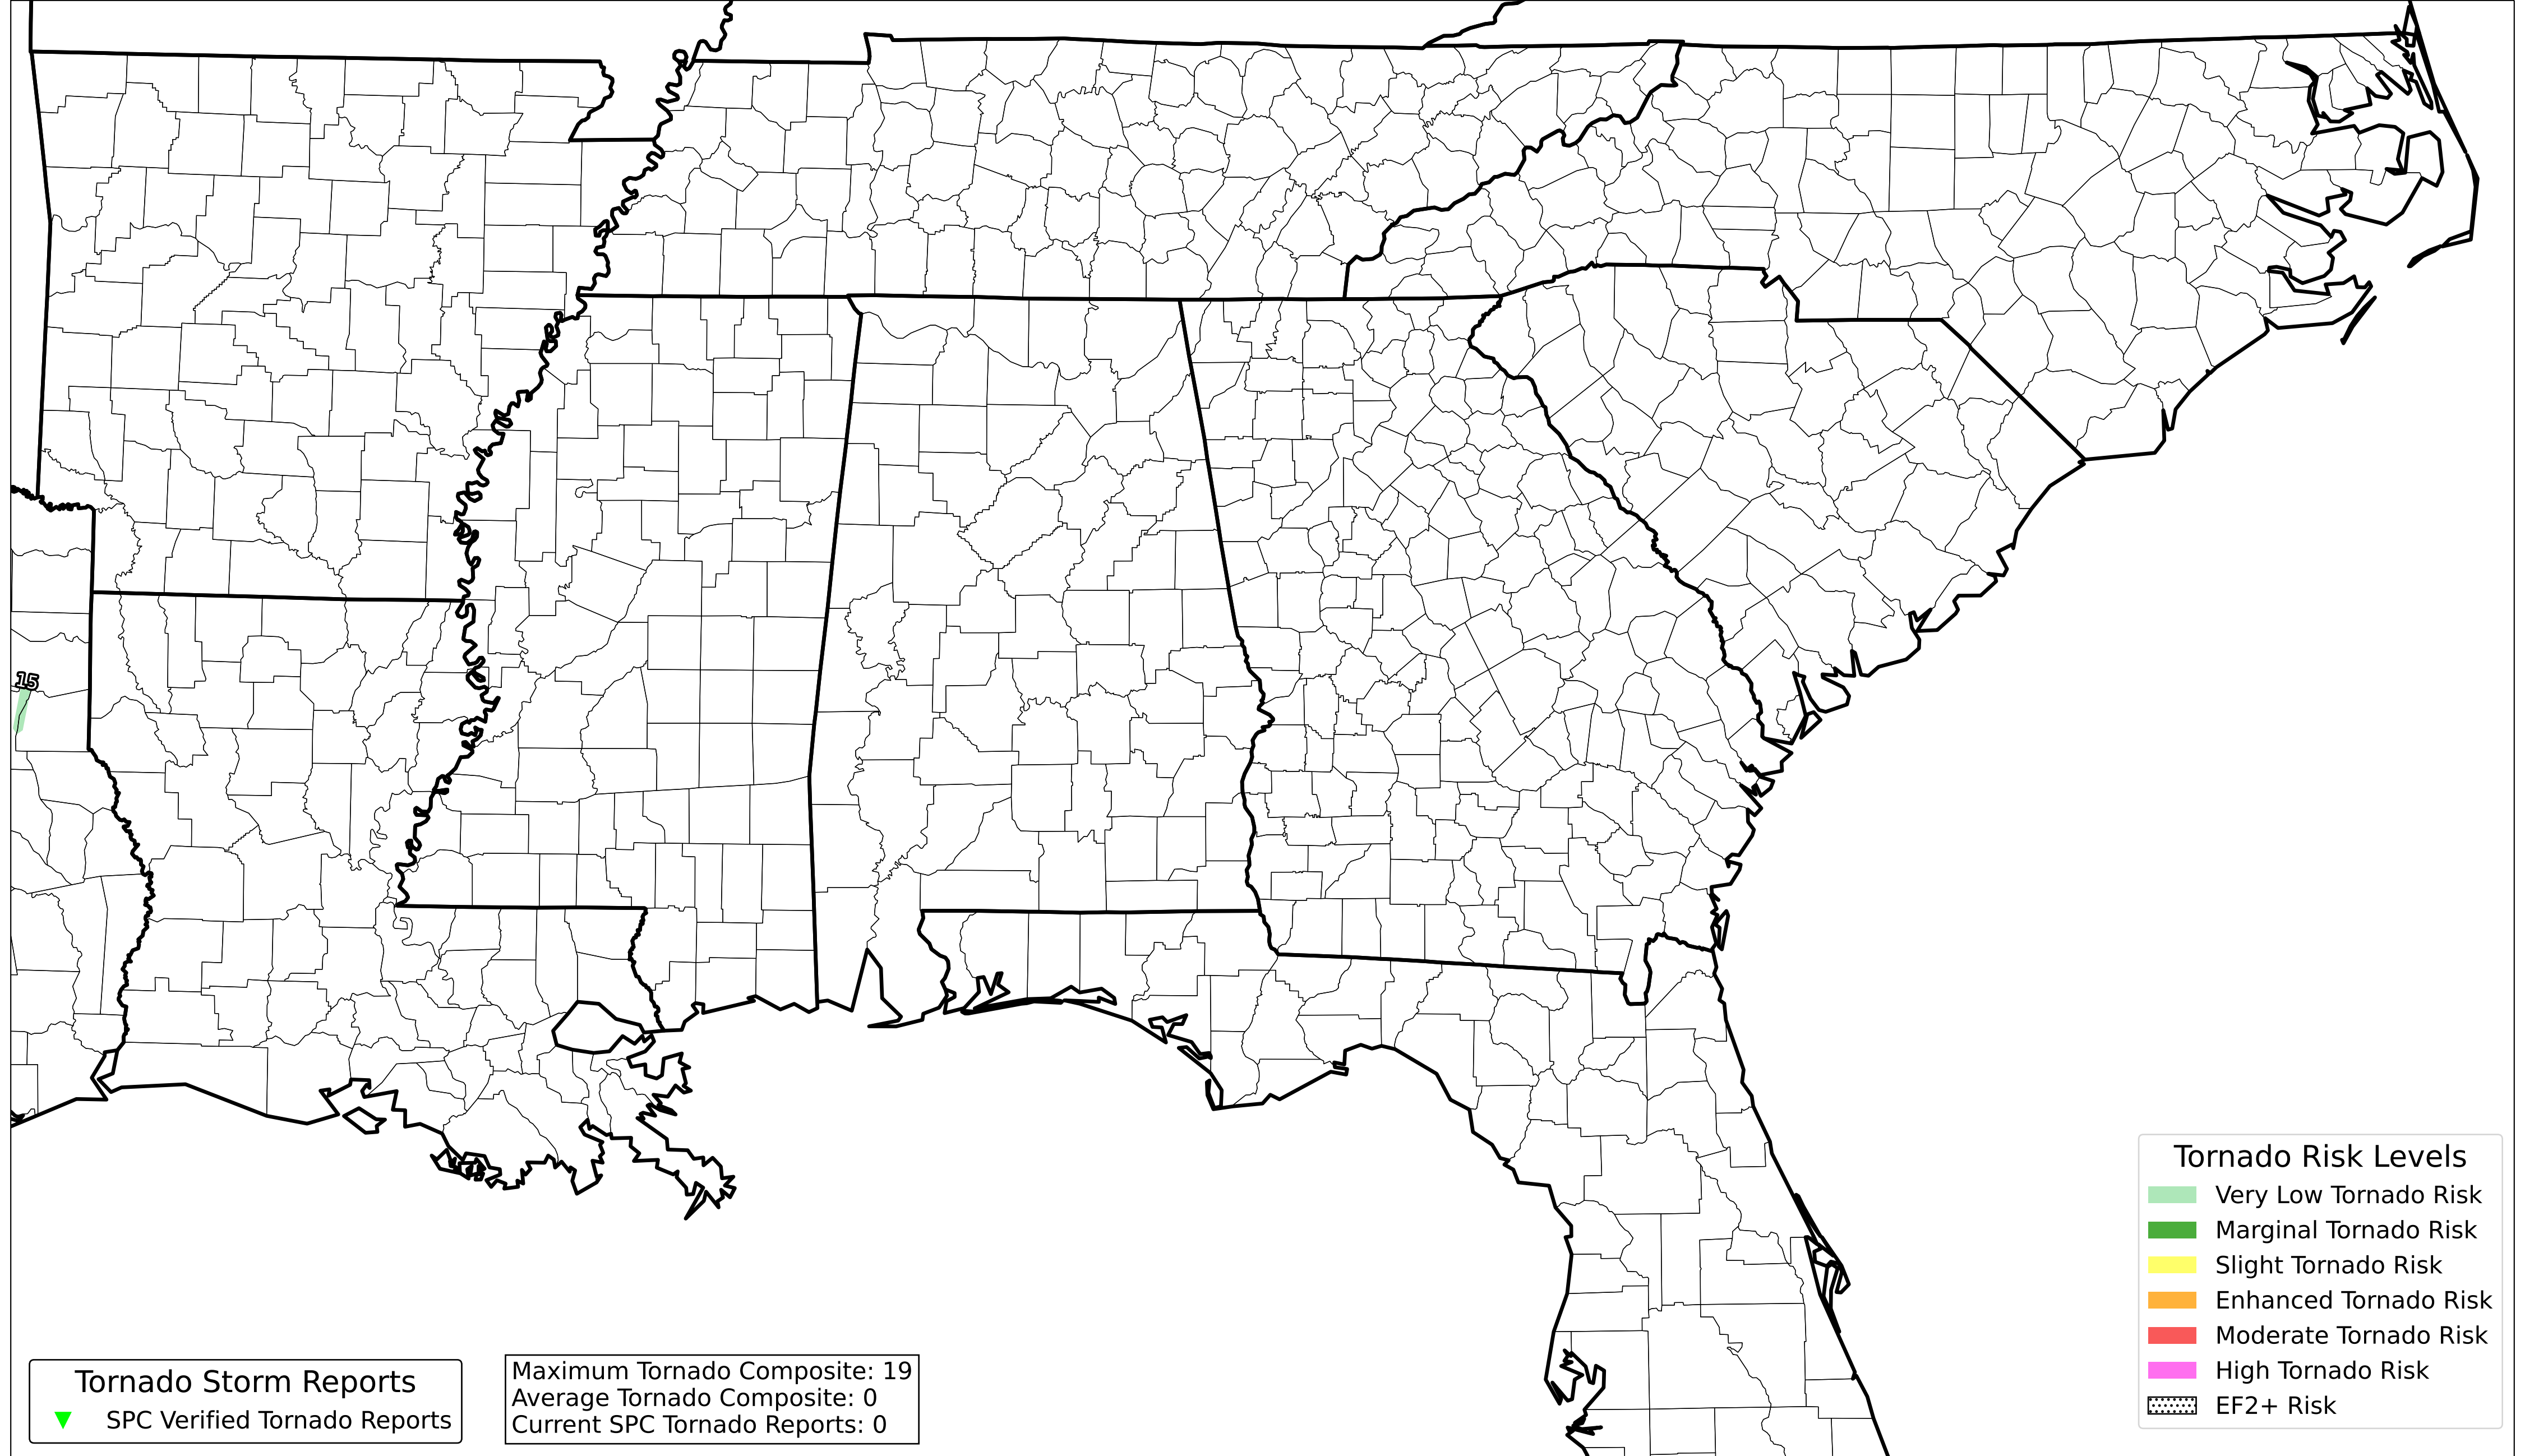 15
Tornado Storm Reports
SPC Verified Tornado Reports
Maximum Tornado Composite: 19
Average Tornado Composite: 0
Current SPC Tornado Reports: 0
Tornado Risk Levels
Very Low Tornado Risk
Marginal Tornado Risk
Slight Tornado Risk
Enhanced Tornado Risk
Moderate Tornado Risk
High Tornado Risk
EF2+ Risk